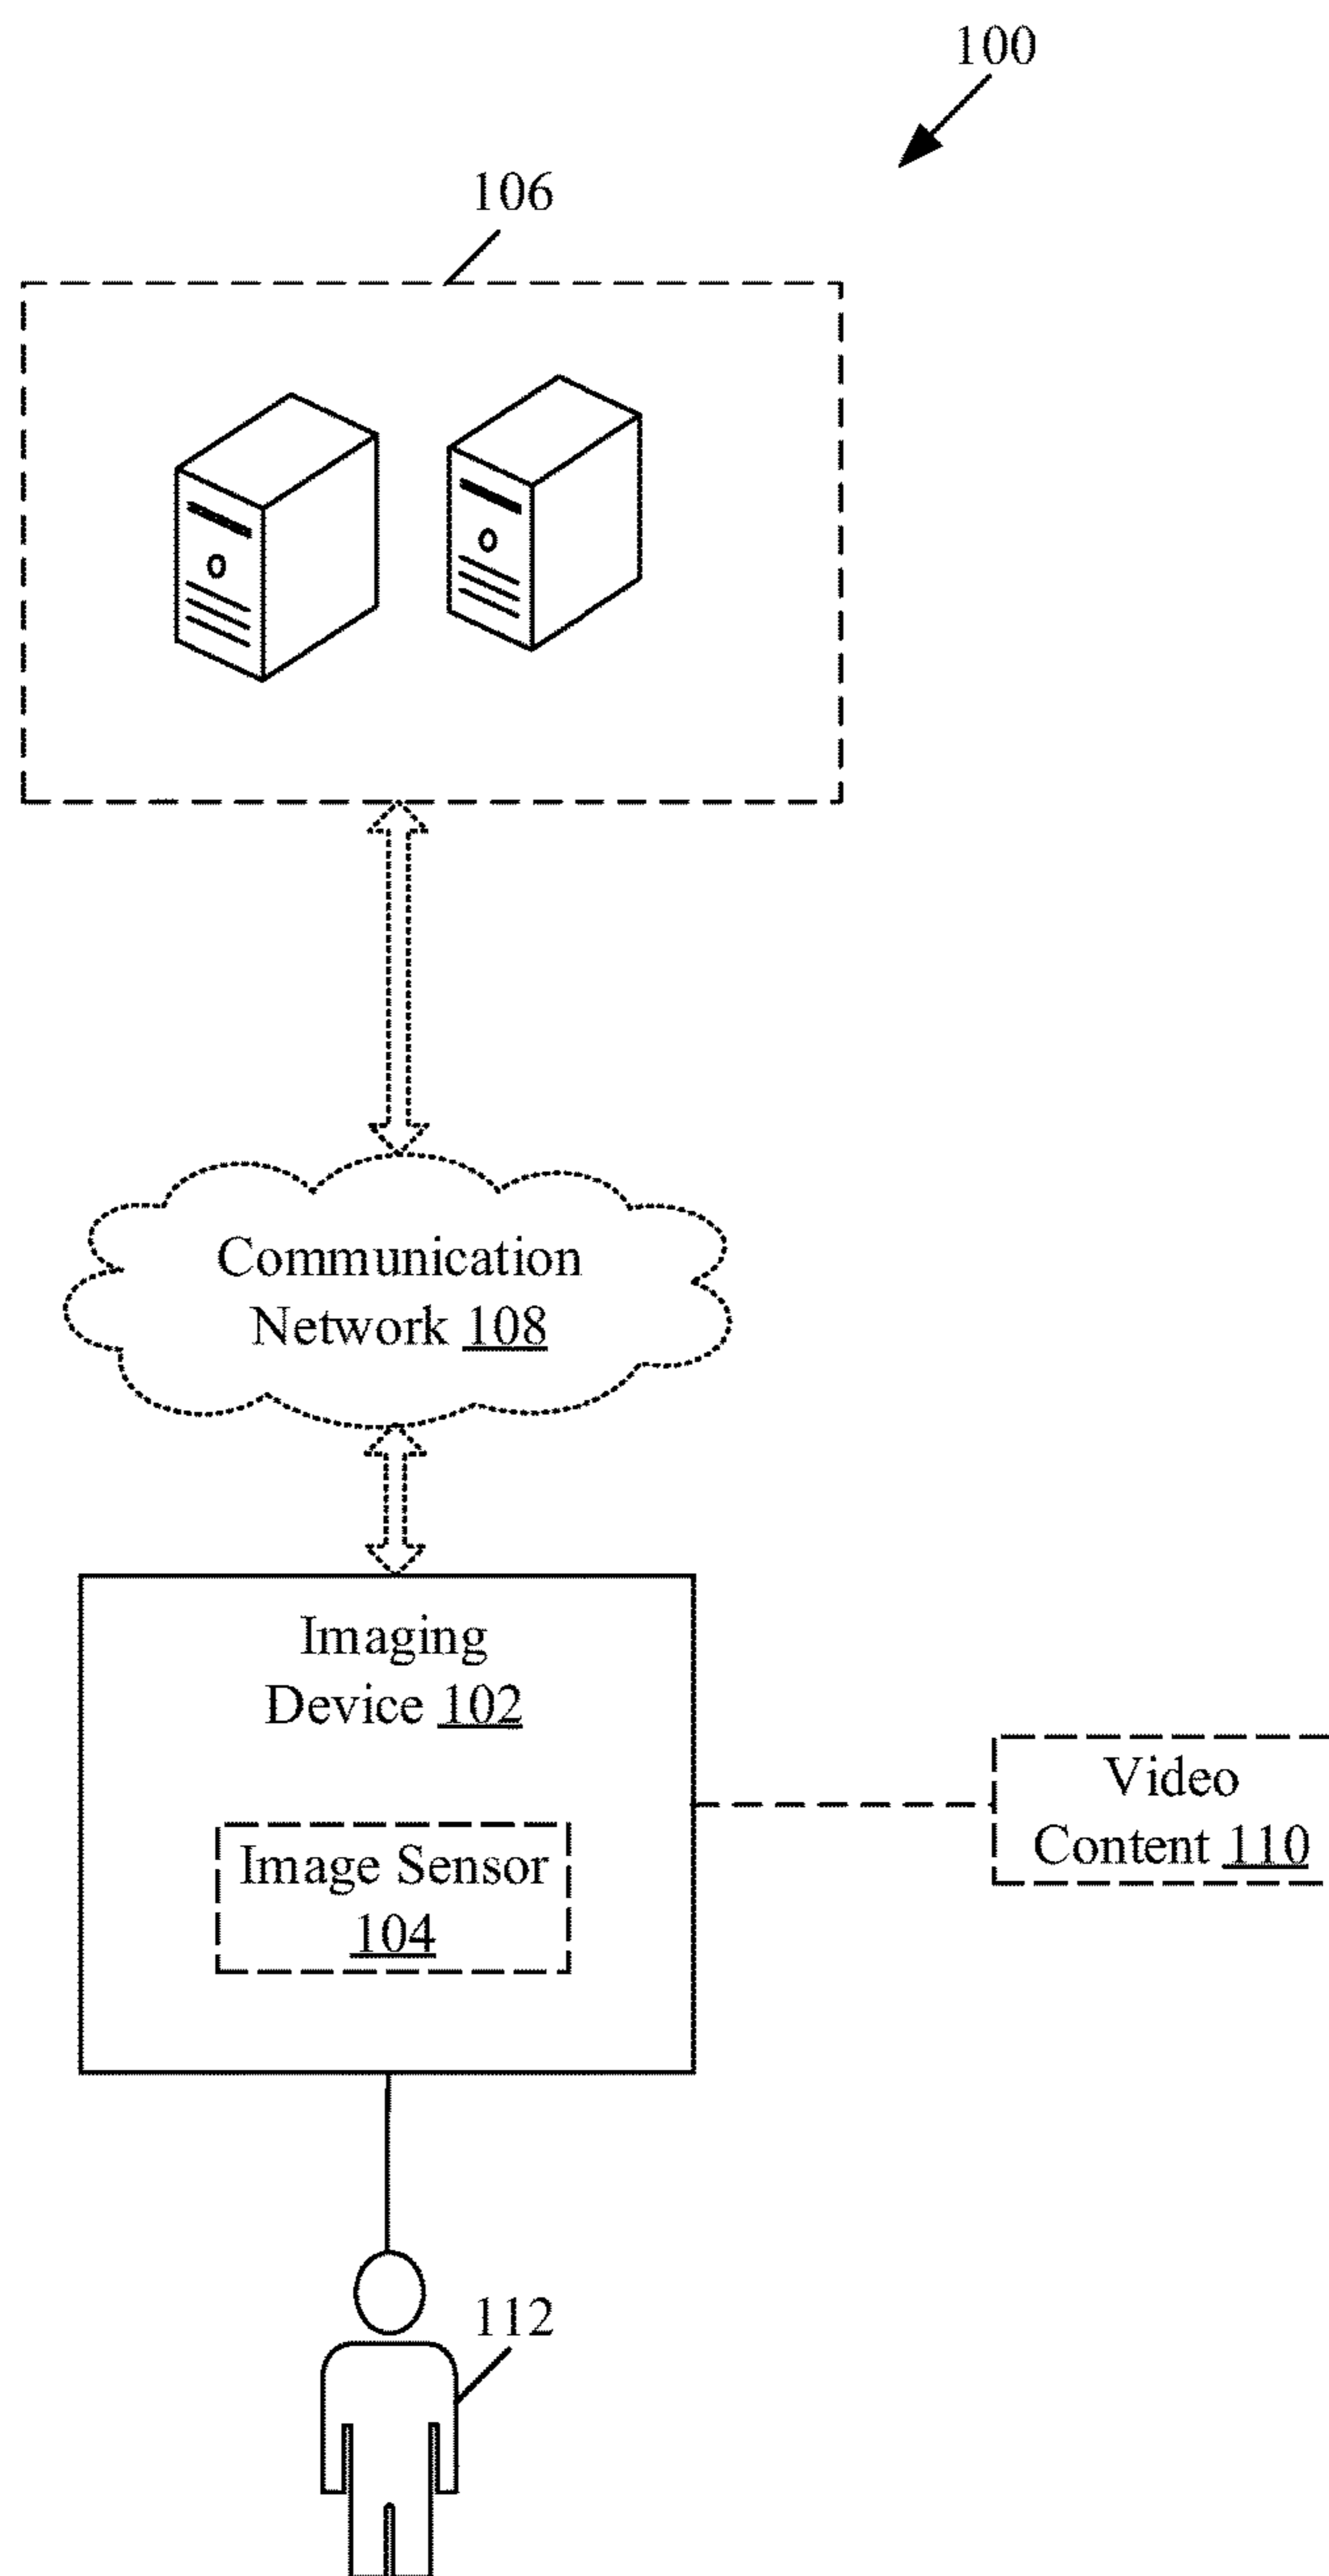 100
106
Communication
Network 108
Imaging
Device 102
Image Sensor
104
Video
Content 110
112